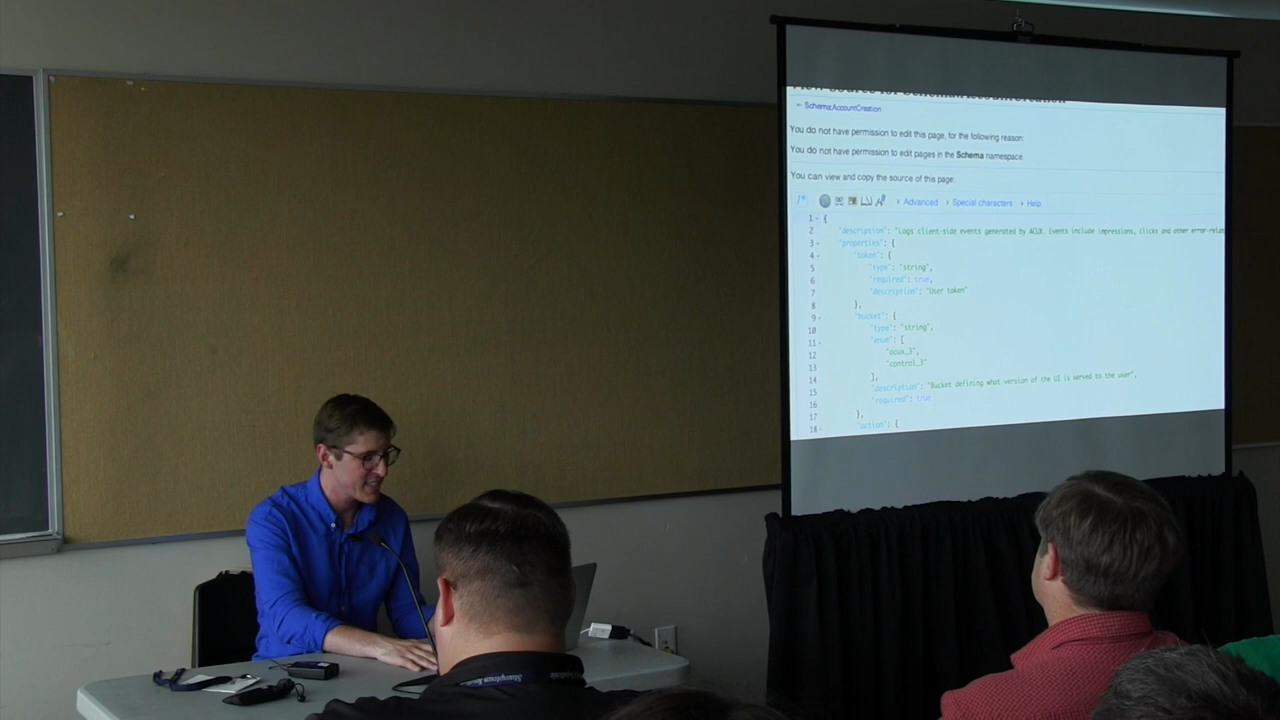 ← Schema:AccountCreation
You do not have permission to edit this page, for the following reason:
You do not have permission to edit pages in the Schema namespace.
You can view and copy the source of this page:
Advanced Special characters Help
1 {
2 "description": "Logs client-side events generated by ACUX. Events include impressions, clicks and other error-relat
3 "properties": {
4 "token": {
5 "type": "string",
6 "required": true,
7 "description": "User token"
8 },
9 "bucket": {
10 "type": "string",
11 "enum": [
12 "acux_3",
13 "control_3"
14 ],
15 "description": "Bucket defining what version of the UI is served to the user",
16 "required": true
17 },
18 "action": {